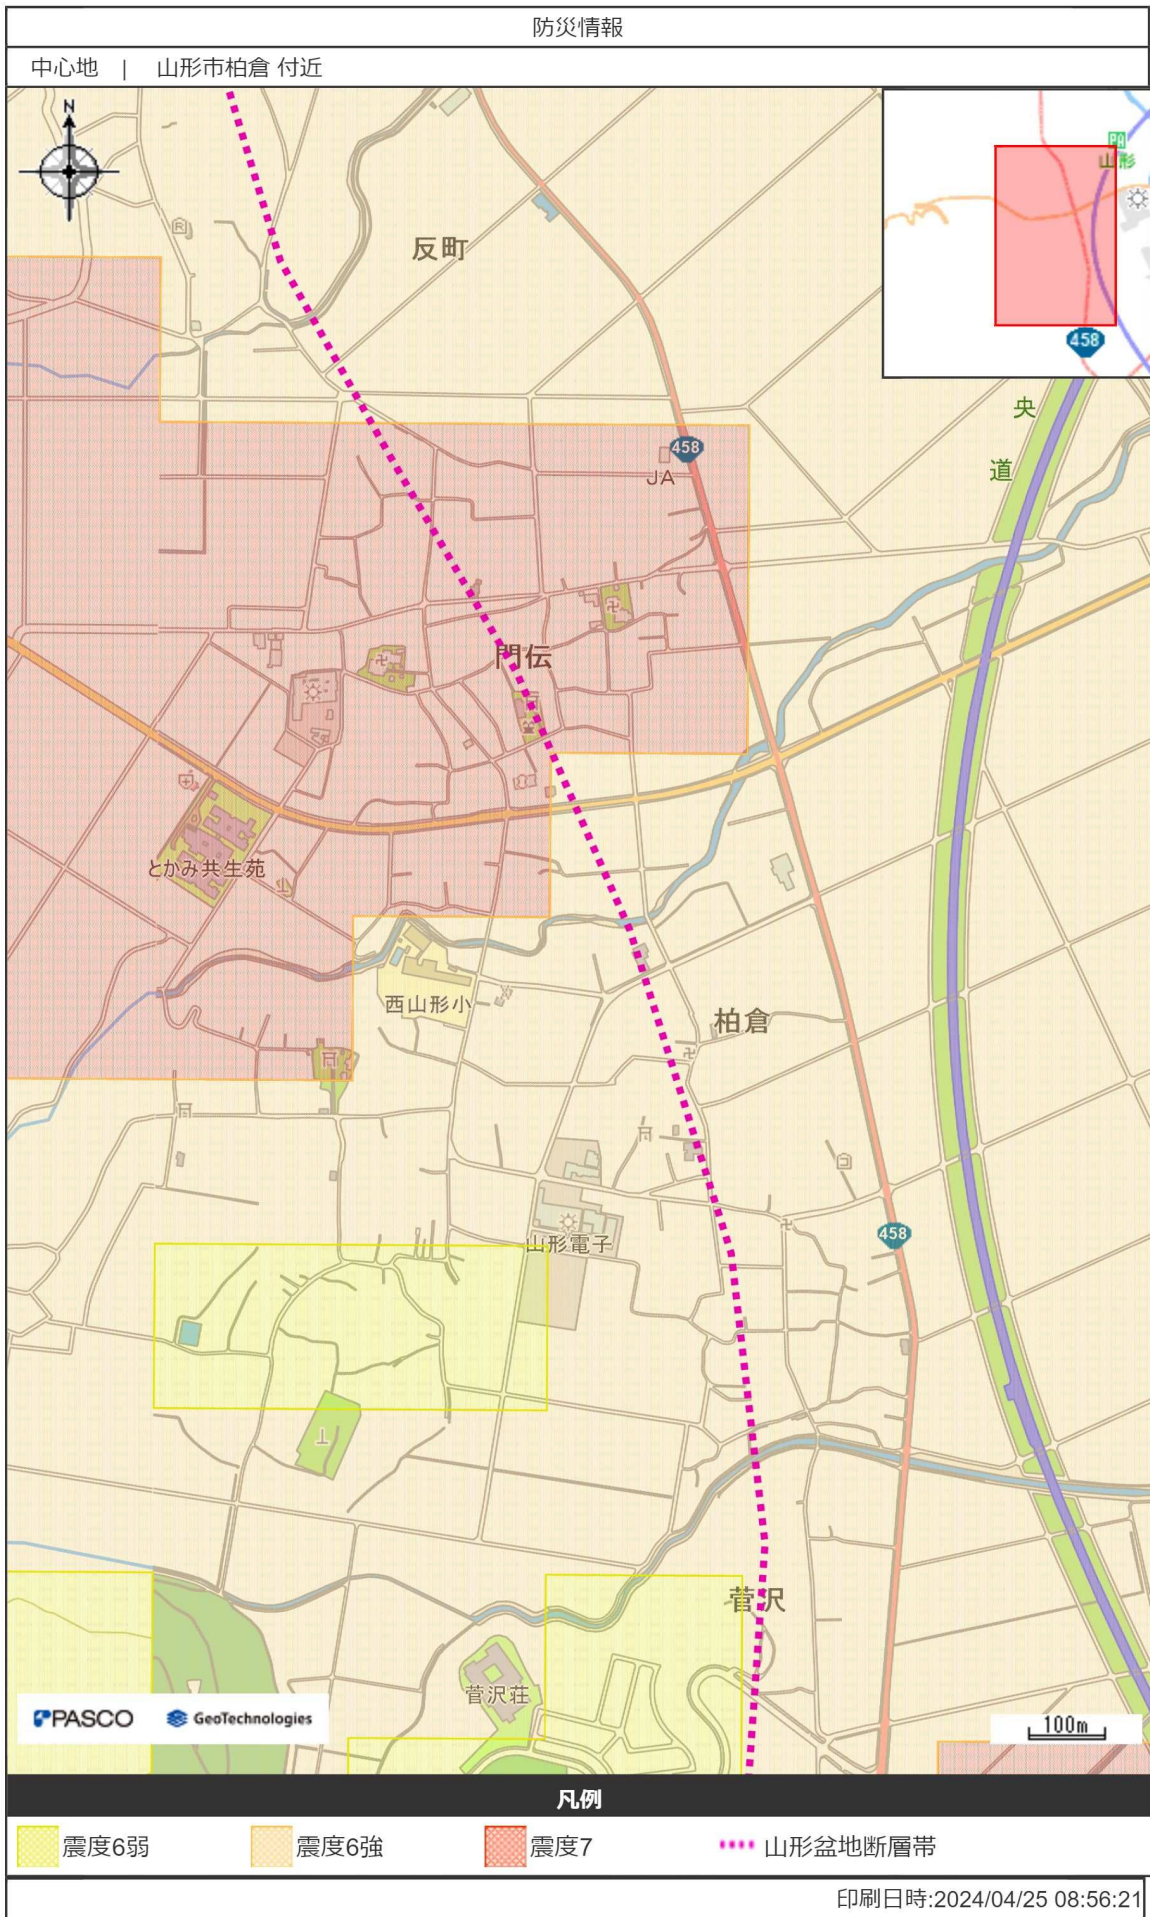 防災情報
中心地 | 山形市柏倉 付近
N
PA
山形
458
反町
央
道
458
JA
門伝
とかみ共生苑
西山形小
柏倉
山形電子
458
菅沢
菅沢荘
PASCO GeoTechnologies
100m
凡例
震度6弱 震度6強 震度7 山形盆地断層帯
印刷日時:2024/04/25 08:56:21